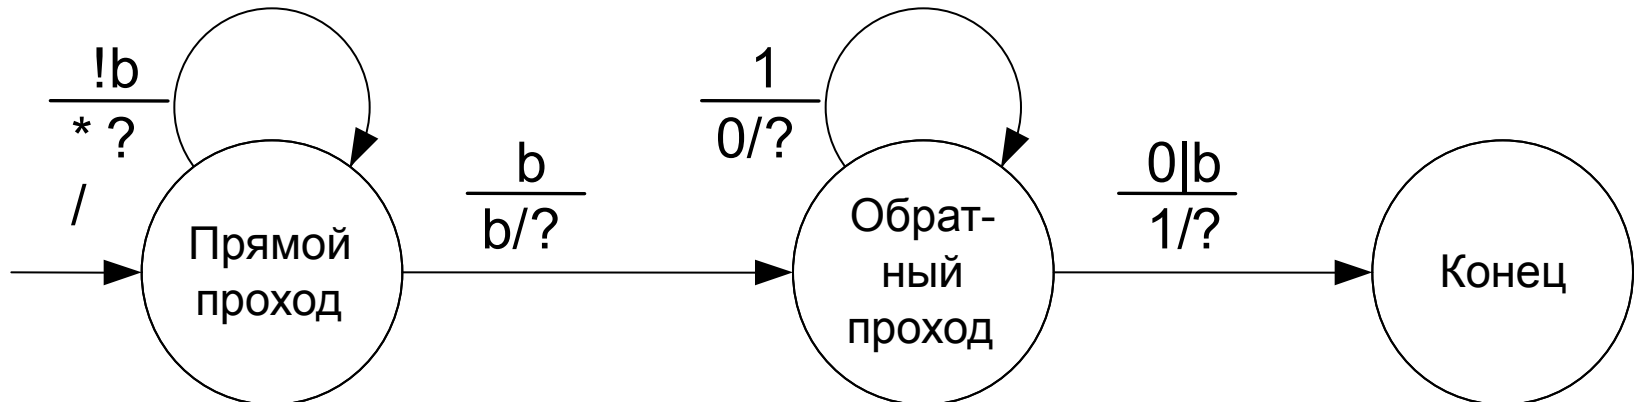 !b
* ?
/
Прямой
проход
b
b/?
1
0/?
Обрат-
ный
проход
0|b
1/?
Конец